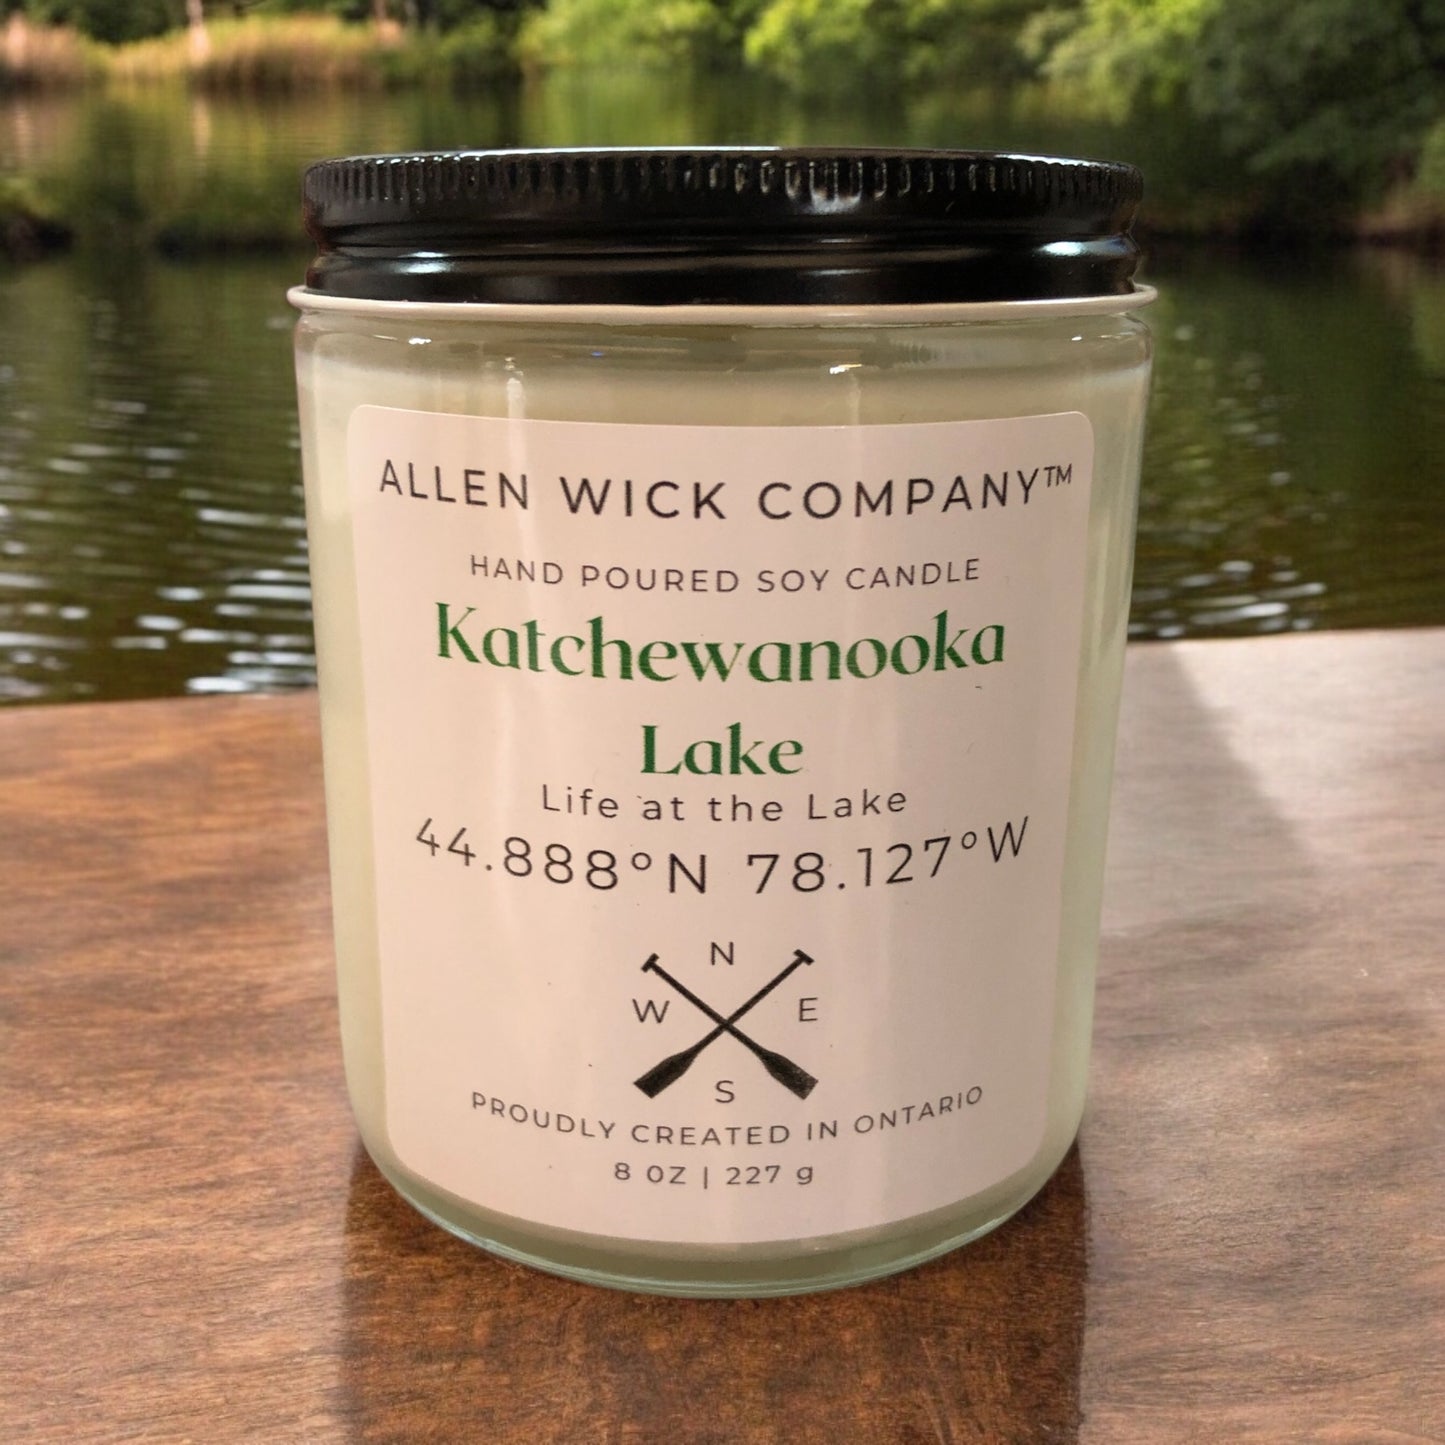 ALLEN WICK COMPANY™
HAND POURED SOY CANDLE
Katchewanooka
Lake
Life at the Lake
44.888°N 78.127°W
N
W E
S
PROUDLY CREATED IN ONTARIO
8 OZ | 227 g